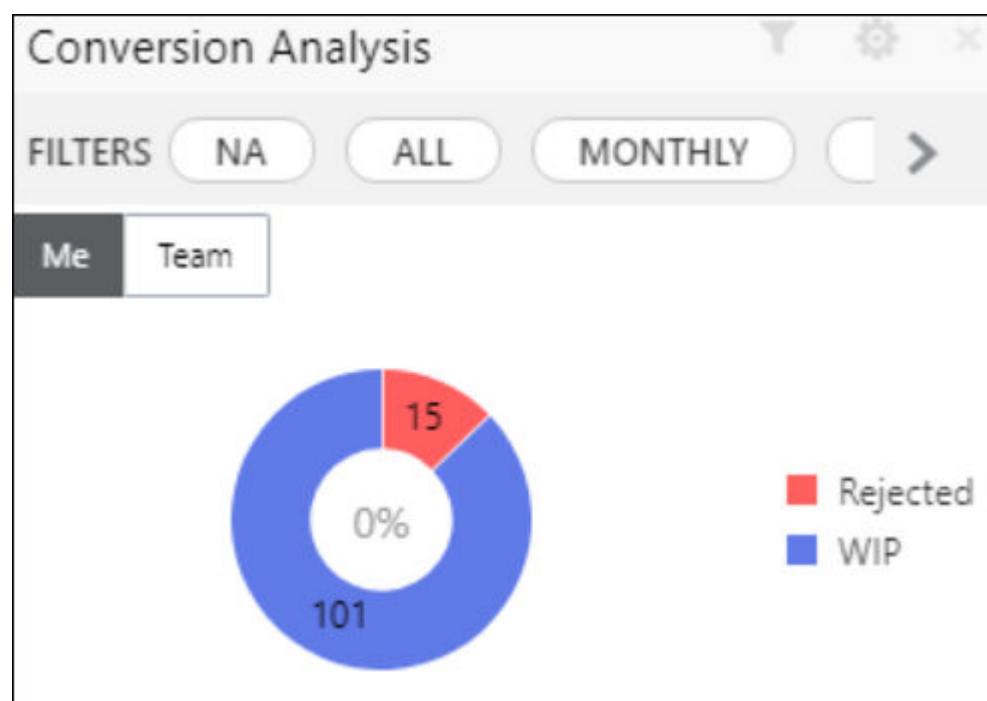 Conversion Analysis
FILTERS NA ALL MONTHLY
Me Team
15
0%
101
Rejected
WIP